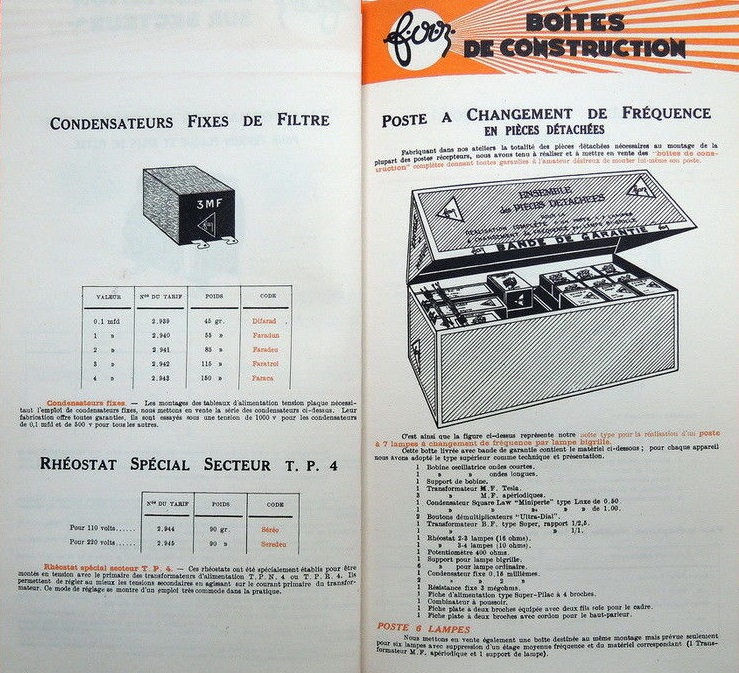 CONDENSATEURS FIXES DE FILTRE
3MF
VALEUR NOS DU TARIF POIDS CODE
0.1 mfd 2.939 45 gr. Difarad
1 » 2.940 55 » Faradun
2 » 2.941 85 » Faradeu
3 » 2.942 115 » Faratrol
4 » 2.943 150 » Faraca
Condensateurs fixes. — Les montages des tableaux d'alimentation tension plaque nécessi-
tant l'emploi de condensateurs fixes, nous mettons en vente la série des condensateurs ci-dessus. Leur
fabrication offre toutes garanties. Ils sont essayés sous une tension de 1000 v pour les condensateurs
de 0,1 mfd et de 500 v pour tous les autres.
RHÉOSTAT SPÉCIAL SECTEUR T. P. 4
NOS DU TARIF POIDS CODE
Pour 110 volts...... 2.944 90 gr. Séréo
Pour 220 volts...... 2.945 90 » Seredeu
Rhéostat spécial secteur T. P. 4. — Ces rhéostats ont été spécialement établis pour être
montés en tension avec le primaire des transformateurs d'alimentation T. P. N. 4 ou T. P. R. 4. Ils
permettent de régler au mieux les tensions secondaires en agissant sur le courant primaire du transfor-
mateur. Ce mode de réglage se montre d'un emploi très commode dans la pratique.
BOÎTES
DE CONSTRUCTION
POSTE A CHANGEMENT DE FRÉQUENCE
EN PIÈCES DÉTACHÉES
Fabriquant dans nos ateliers la totalité des pièces détachées nécessaires au montage de la
plupart des postes récepteurs, nous avons tenu à réaliser et à mettre en vente des "boîtes de cons-
truction" complètes donnant toutes garanties à l'amateur désireux de monter lui-même son poste.
ENSEMBLE
des PIÈCES DÉTACHÉES
POUR LA
BANDE DE GARANTIE
C'est ainsi que la figure ci-dessus représente notre boîte type pour la réalisation d'un poste
à 7 lampes à changement de fréquence par lampe bigrille.
Cette boîte livrée avec bande de garantie contient le matériel ci-dessous ; pour chaque appareil
nous avons adopté le type supérieur comme technique et présentation.
1 Bobine oscillatrice ondes courtes.
1 » » ondes longues.
1 Support de bobine.
1 Transformateur M. F. Tesla.
3 » M. F. apériodiques.
1 Condensateur Square Law "Miniperte" type Luxe de 0.50
1 » » » » » de 1.00.
2 Boutons démultiplicateurs "Ultra-Dial".
1 Transformateur B. F. type Super, rapport 1/2,5.
1 » » » 1/1.
1 Rhéostat 2-3 lampes (16 ohms).
1 » 3-4 lampes (10 ohms).
1 Potentiomètre 400 ohms.
1 Support pour lampe bigrille.
6 » pour lampe ordinaire.
1 Condensateur fixe 0,15 millièmes.
2 » » 2 »
1 Résistance fixe 3 mégohms.
1 Fiche d'alimentation type Super-Pilac à 4 broches.
1 Combinateur à poussoir.
1 Fiche plate à deux broches équipée avec deux fils soie pour le cadre.
1 Fiche plate à deux broches avec cordon pour le haut-parleur.
POSTE 6 LAMPES
Nous mettons en vente également une boîte destinée au même montage mais prévue seulement
pour six lampes avec suppression d'un étage moyenne fréquence et du matériel correspondant (1 Trans-
formateur M. F. apériodique et 1 support de lampe).